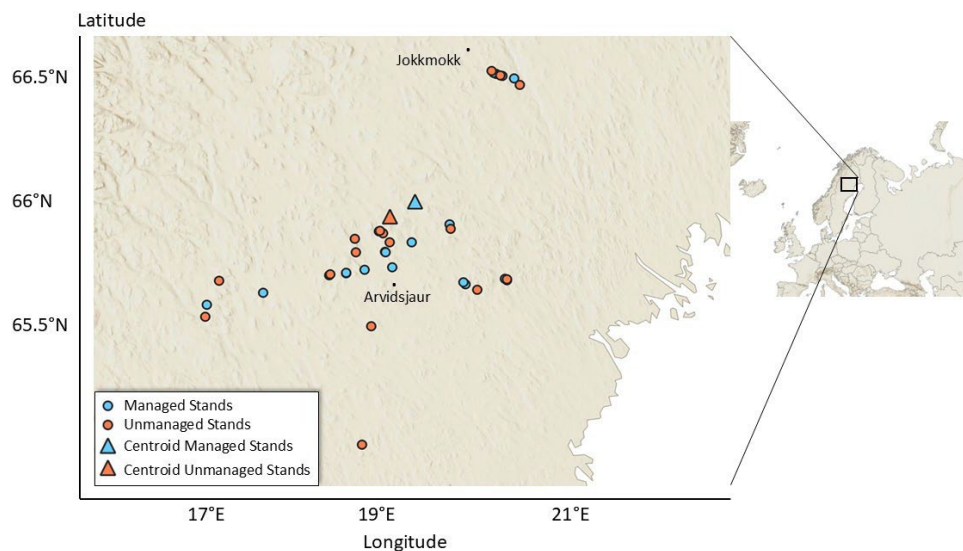 Latitude
Jokkmokk
66.5°N
66°N
65.5°N
Arvidsjaur
Managed Stands
Unmanaged Stands
Centroid Managed Stands
Centroid Unmanaged Stands
17°E 19°E 21°E
Longitude